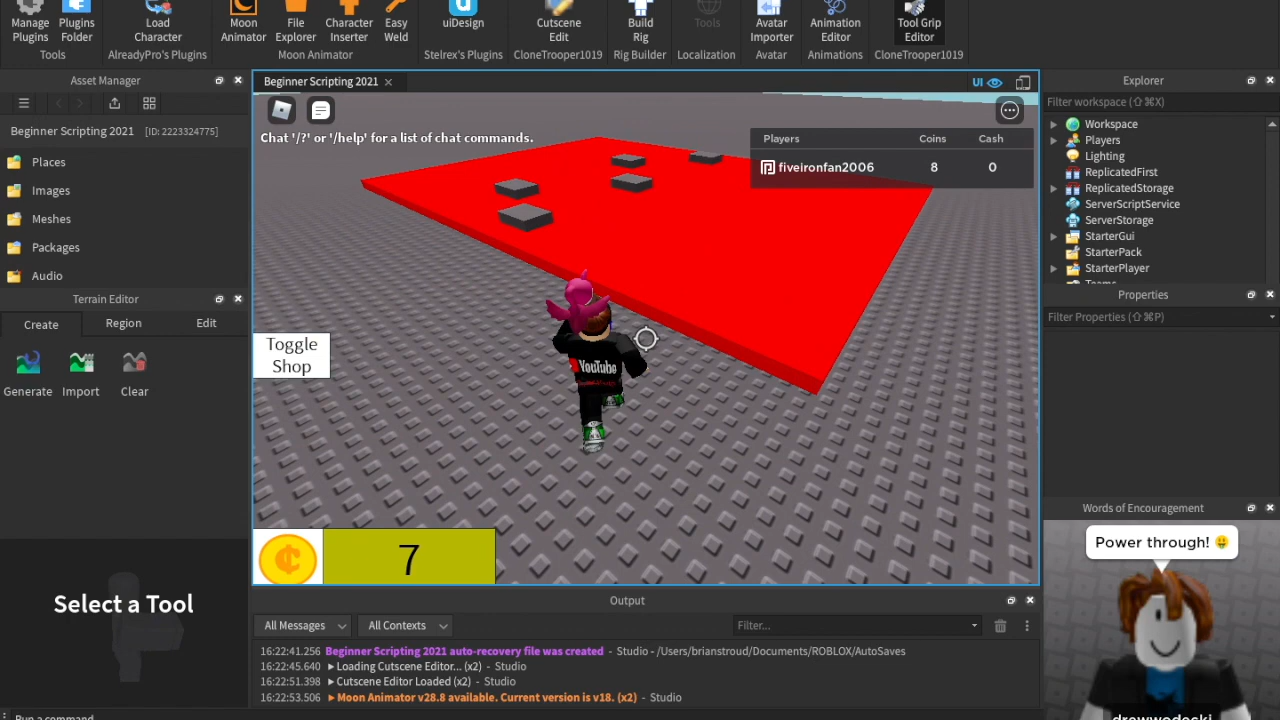 Manage Plugins
Plugins Folder
Load Character
Moon Animator
File Explorer
Character Inserter
Easy Weld
uiDesign
Cutscene Edit
Build Rig
Tools
Avatar Importer
Animation Editor
Tool Grip Editor
Tools
AlreadyPro's Plugins
Moon Animator
Stelrex's Plugins
CloneTrooper1019
Rig Builder
Localization
Avatar
Animations
CloneTrooper1019
Asset Manager
Beginner Scripting 2021 [ID: 2223324775]
Places
Images
Meshes
Packages
Audio
Terrain Editor
Create Region Edit
Generate Import Clear
Select a Tool
Beginner Scripting 2021
UI
Chat '/?' or '/help' for a list of chat commands.
Players Coins Cash
fiveironfan2006 8 0
Toggle
Shop
YouTube
7
Output
All Messages All Contexts Filter...
16:22:41.256 Beginner Scripting 2021 auto-recovery file was created - Studio - /Users/brianstroud/Documents/ROBLOX/AutoSaves
16:22:45.640 Loading Cutscene Editor... (x2) - Studio
16:22:51.398 Cutscene Editor Loaded (x2) - Studio
16:22:53.506 Moon Animator v28.8 available. Current version is v18. (x2) - Studio
Run a command
Explorer
Filter workspace (⇧⌘X)
Workspace
Players
Lighting
ReplicatedFirst
ReplicatedStorage
ServerScriptService
ServerStorage
StarterGui
StarterPack
StarterPlayer
Teams
Properties
Filter Properties (⇧⌘P)
Words of Encouragement
Power through! 😀